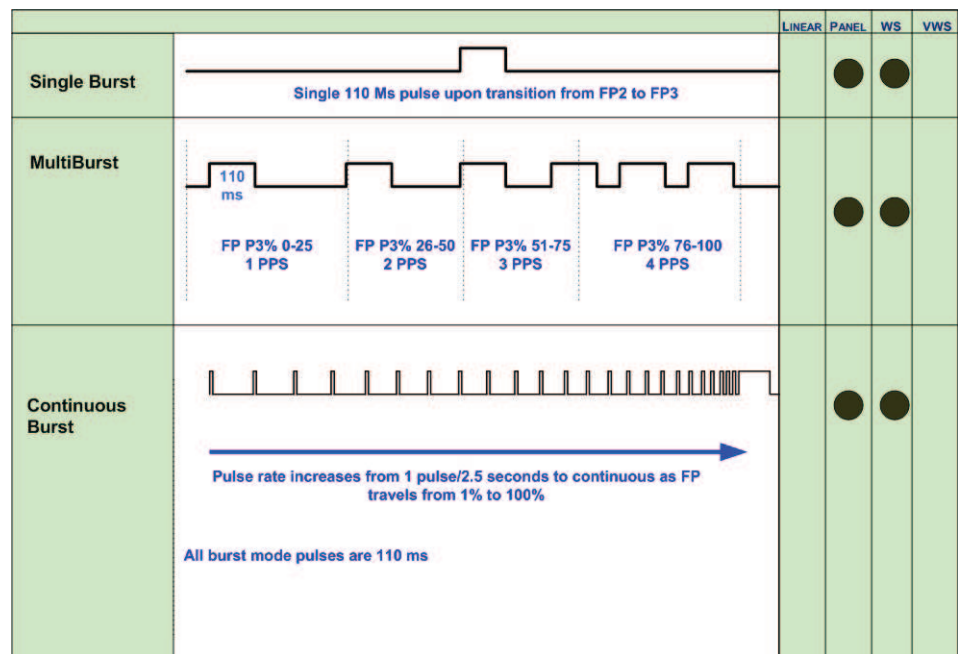 LINEAR PANEL WS VWS
Single Burst
Single 110 Ms pulse upon transition from FP2 to FP3
MultiBurst
110
ms
FP P3% 0-25
1 PPS
FP P3% 26-50
2 PPS
FP P3% 51-75
3 PPS
FP P3% 76-100
4 PPS
Continuous
Burst
Pulse rate increases from 1 pulse/2.5 seconds to continuous as FP
travels from 1% to 100%
All burst mode pulses are 110 ms